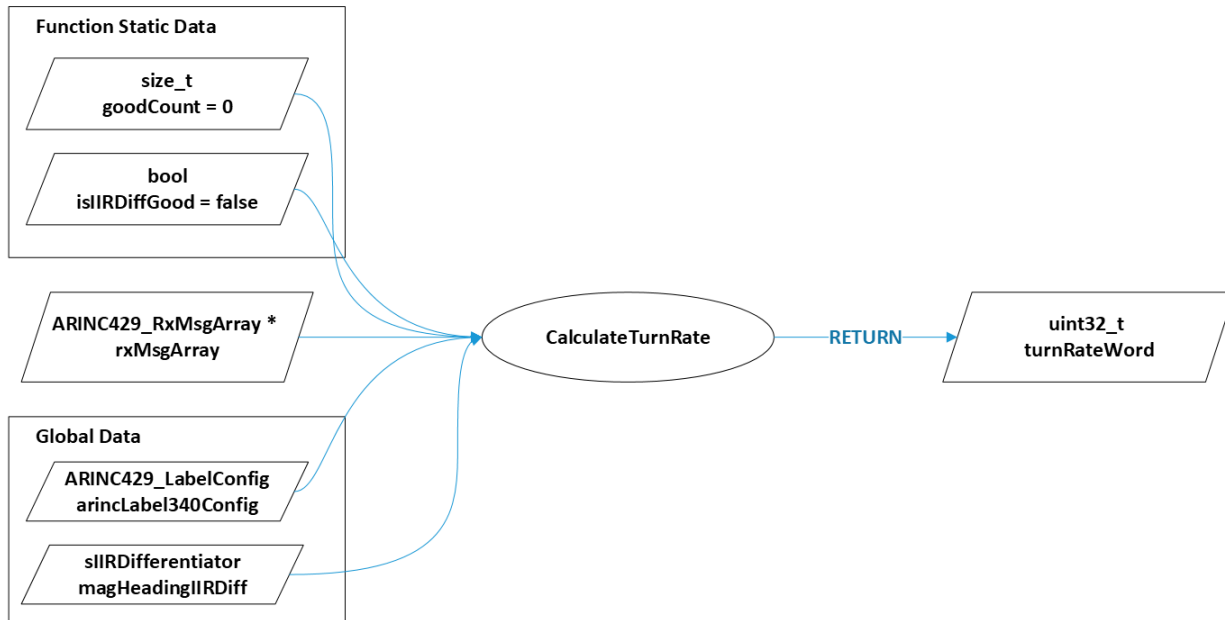 Function Static Data
size_t
goodCount = 0
bool
isIIRDiffGood = false
ARINC429_RxMsgArray *
rxMsgArray
CalculateTurnRate
RETURN
uint32_t
turnRateWord
Global Data
ARINC429_LabelConfig
arincLabel340Config
sIIRDifferentiator
magHeadingIIRDiff